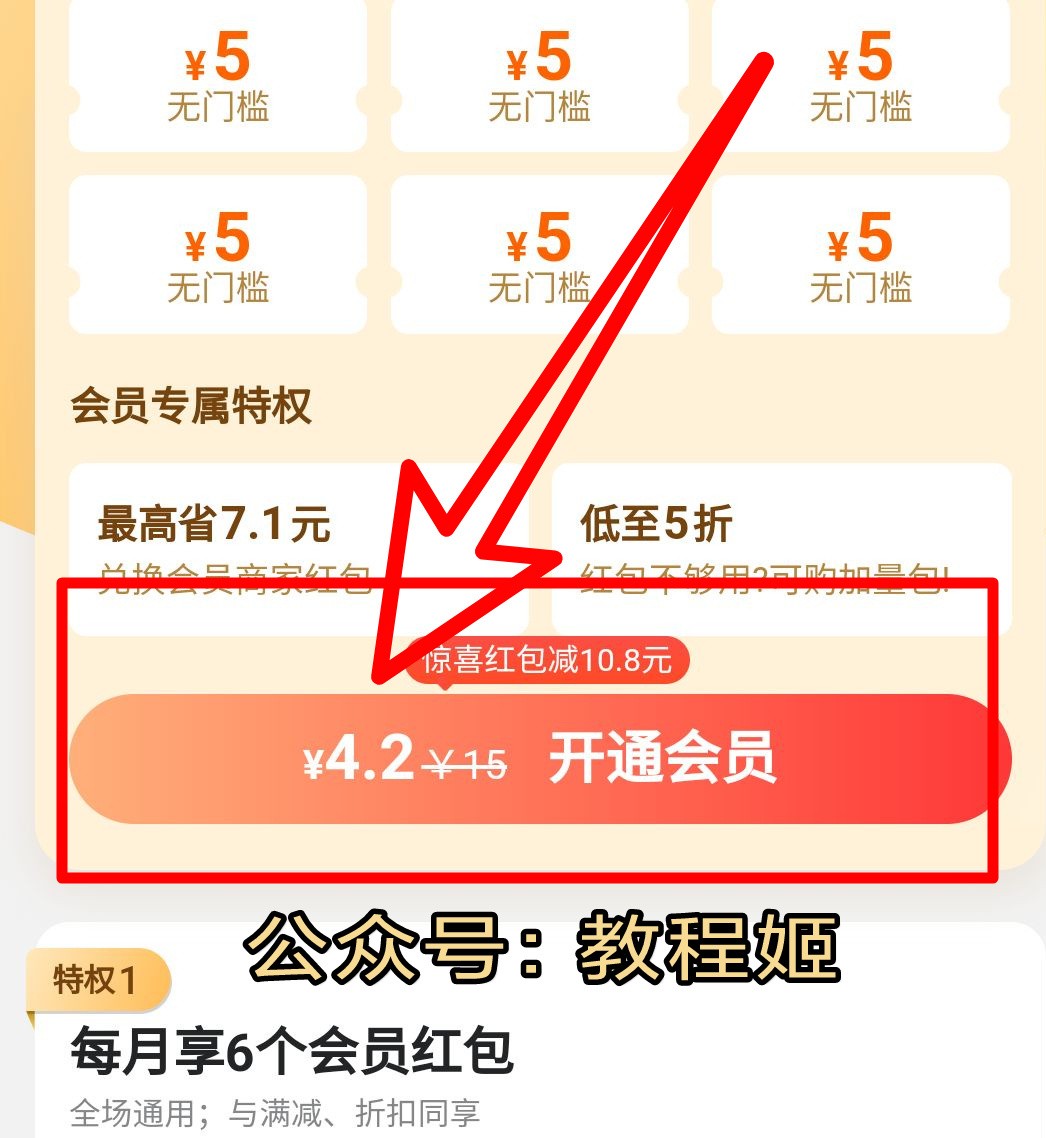 ¥5 ¥5 ¥5
无门槛 无门槛 无门槛
¥5 ¥5 ¥5
无门槛 无门槛 无门槛
会员专属特权
最高省7.1元 低至5折
兑换会员商家红包 红包不够用?可购加量包!
惊喜红包减10.8元
¥4.2 ¥15 开通会员
公众号：教程姬
特权1
每月享6个会员红包
全场通用；与满减、折扣同享